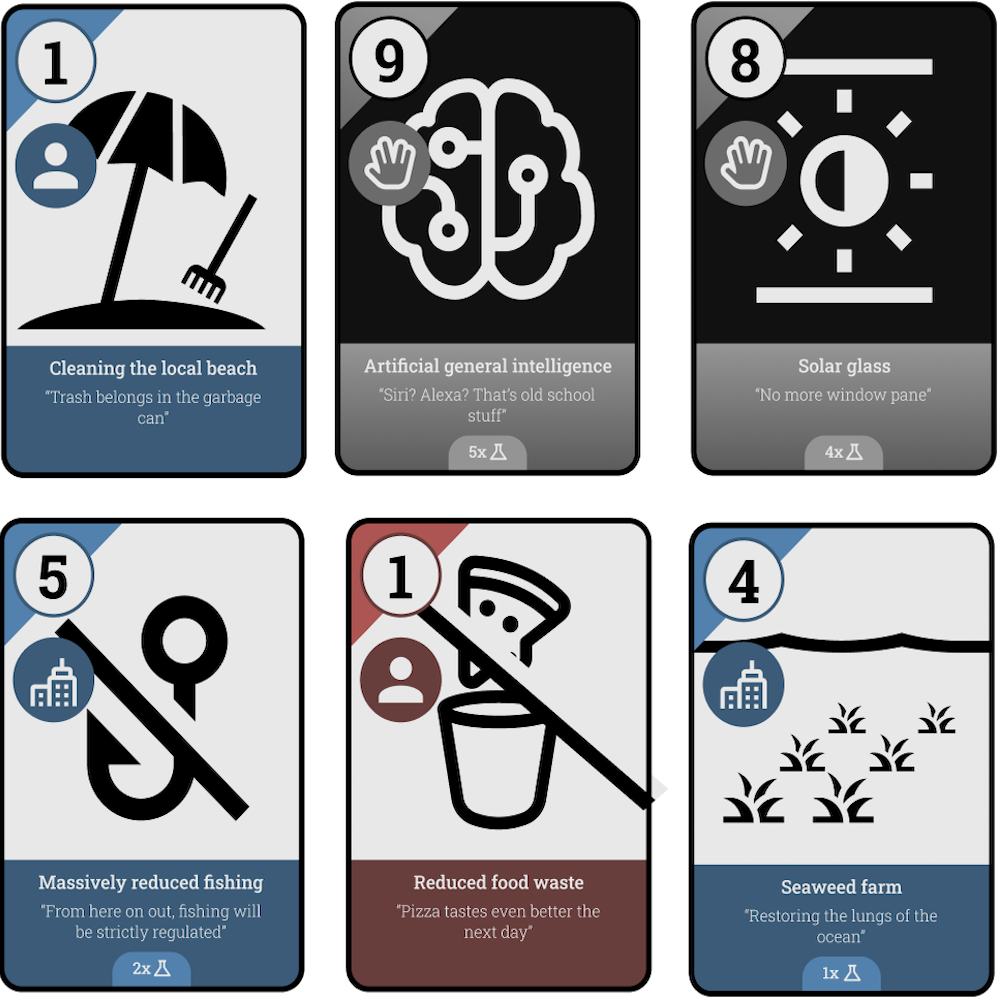 1
Cleaning the local beach
“Trash belongs in the garbage
can”
9
Artificial general intelligence
“Siri? Alexa? That’s old school
stuff”
5x
8
Solar glass
“No more window pane”
4x
5
Massively reduced fishing
“From here on out, fishing will
be strictly regulated”
2x
1
Reduced food waste
“Pizza tastes even better the
next day”
4
Seaweed farm
“Restoring the lungs of the
ocean”
1x